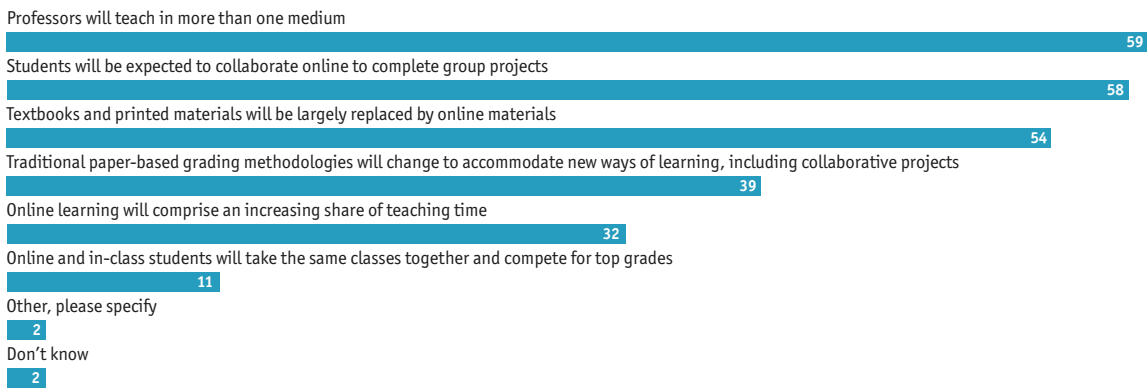 Professors will teach in more than one medium
59
Students will be expected to collaborate online to complete group projects
58
Textbooks and printed materials will be largely replaced by online materials
54
Traditional paper-based grading methodologies will change to accommodate new ways of learning, including collaborative projects
39
Online learning will comprise an increasing share of teaching time
32
Online and in-class students will take the same classes together and compete for top grades
11
Other, please specify
2
Don’t know
2